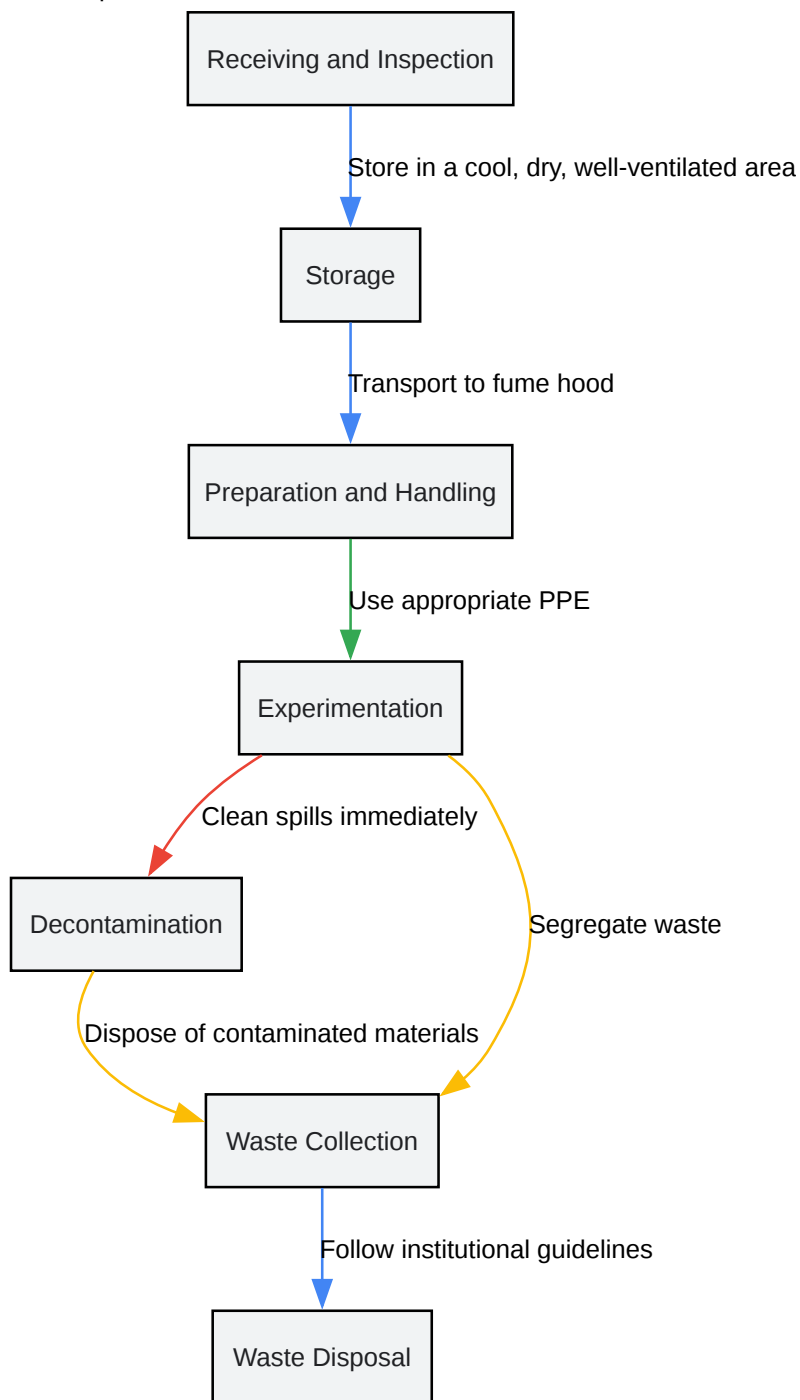 Receiving and Inspection
Store in a cool, dry, well-ventilated area
Storage
Transport to fume hood
Preparation and Handling
Use appropriate PPE
Experimentation
Clean spills immediately
Decontamination
Segregate waste
Dispose of contaminated materials
Waste Collection
Follow institutional guidelines
Waste Disposal